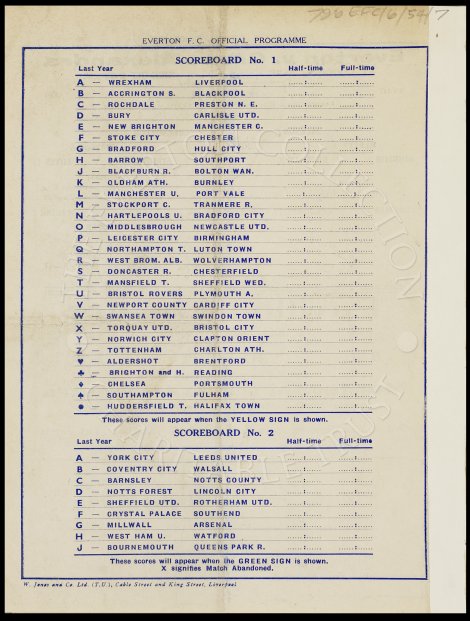 EVERTON F. C. OFFICIAL PROGRAMME
SCOREBOARD No. 1
Last Year Half-time Full-time
A — WREXHAM LIVERPOOL ......:...... ......:......
B — ACCRINGTON S. BLACKPOOL ......:...... ......:......
C — ROCHDALE PRESTON N. E. ......:...... ......:......
D — BURY CARLISLE UTD. ......:...... ......:......
E — NEW BRIGHTON MANCHESTER C. ......:...... ......:......
F — STOKE CITY CHESTER ......:...... ......:......
G — BRADFORD HULL CITY ......:...... ......:......
H — BARROW SOUTHPORT ......:...... ......:......
J — BLACKBURN R. BOLTON WAN. ......:...... ......:......
K — OLDHAM ATH. BURNLEY ......:...... ......:......
L — MANCHESTER U. PORT VALE ......:...... ......:......
M — STOCKPORT C. TRANMERE R. ......:...... ......:......
N — HARTLEPOOLS U. BRADFORD CITY ......:...... ......:......
O — MIDDLESBROUGH NEWCASTLE UTD. ......:...... ......:......
P — LEICESTER CITY BIRMINGHAM ......:...... ......:......
Q — NORTHAMPTON T. LUTON TOWN ......:...... ......:......
R — WEST BROM. ALB. WOLVERHAMPTON ......:...... ......:......
S — DONCASTER R. CHESTERFIELD ......:...... ......:......
T — MANSFIELD T. SHEFFIELD WED. ......:...... ......:......
U — BRISTOL ROVERS PLYMOUTH A. ......:...... ......:......
V — NEWPORT COUNTY CARDIFF CITY ......:...... ......:......
W — SWANSEA TOWN SWINDON TOWN ......:...... ......:......
X — TORQUAY UTD. BRISTOL CITY ......:...... ......:......
Y — NORWICH CITY CLAPTON ORIENT ......:...... ......:......
Z — TOTTENHAM CHARLTON ATH. ......:...... ......:......
♥ — ALDERSHOT BRENTFORD ......:...... ......:......
♣ — BRIGHTON and H. READING ......:...... ......:......
♦ — CHELSEA PORTSMOUTH ......:...... ......:......
♠ — SOUTHAMPTON FULHAM ......:...... ......:......
● — HUDDERSFIELD T. HALIFAX TOWN ......:...... ......:......
These scores will appear when the YELLOW SIGN is shown.
SCOREBOARD No. 2
Last Year Half-time Full-time
A — YORK CITY LEEDS UNITED ......:...... ......:......
B — COVENTRY CITY WALSALL ......:...... ......:......
C — BARNSLEY NOTTS COUNTY ......:...... ......:......
D — NOTTS FOREST LINCOLN CITY ......:...... ......:......
E — SHEFFIELD UTD. ROTHERHAM UTD. ......:...... ......:......
F — CRYSTAL PALACE SOUTHEND ......:...... ......:......
G — MILLWALL ARSENAL ......:...... ......:......
H — WEST HAM U. WATFORD ......:...... ......:......
J — BOURNEMOUTH QUEENS PARK R. ......:...... ......:......
These scores will appear when the GREEN SIGN is shown.
X signifies Match Abandoned.
W. Jones and Co. Ltd. (T.U.), Cable Street and King Street, Liverpool